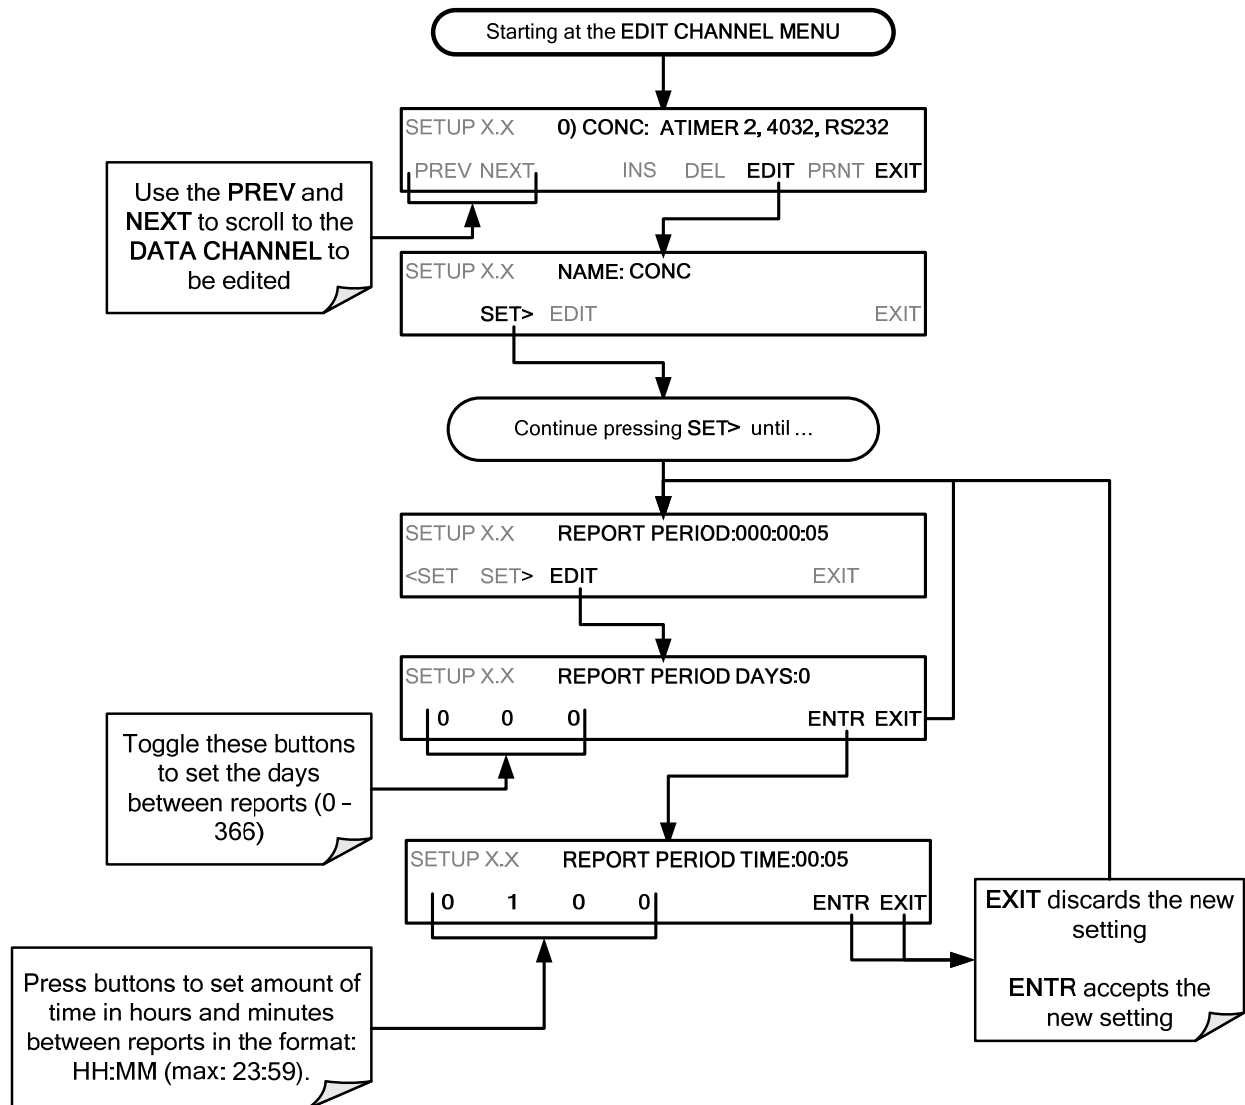 Starting at the EDIT CHANNEL MENU
SETUP X.X 0) CONC: ATIMER 2, 4032, RS232
PREV NEXT INS DEL EDIT PRNT EXIT
Use the PREV and
NEXT to scroll to the
DATA CHANNEL to
be edited
SETUP X.X NAME: CONC
SET> EDIT EXIT
Continue pressing SET> until ...
SETUP X.X REPORT PERIOD:000:00:05
<SET SET> EDIT EXIT
SETUP X.X REPORT PERIOD DAYS:0
0 0 0 ENTR EXIT
Toggle these buttons
to set the days
between reports (0 –
366)
SETUP X.X REPORT PERIOD TIME:00:05
0 1 0 0 ENTR EXIT
EXIT discards the new
setting
ENTR accepts the
new setting
Press buttons to set amount of
time in hours and minutes
between reports in the format:
HH:MM (max: 23:59).